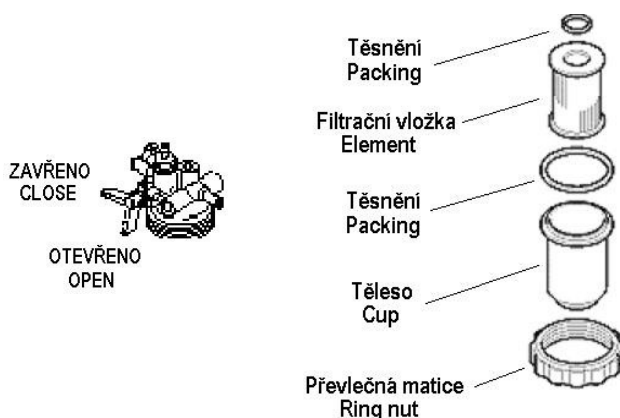 ZAVŘENO
CLOSE
OTEVŘENO
OPEN
Těsnění
Packing
Filtrační vložka
Element
Těsnění
Packing
Těleso
Cup
Převlečná matice
Ring nut